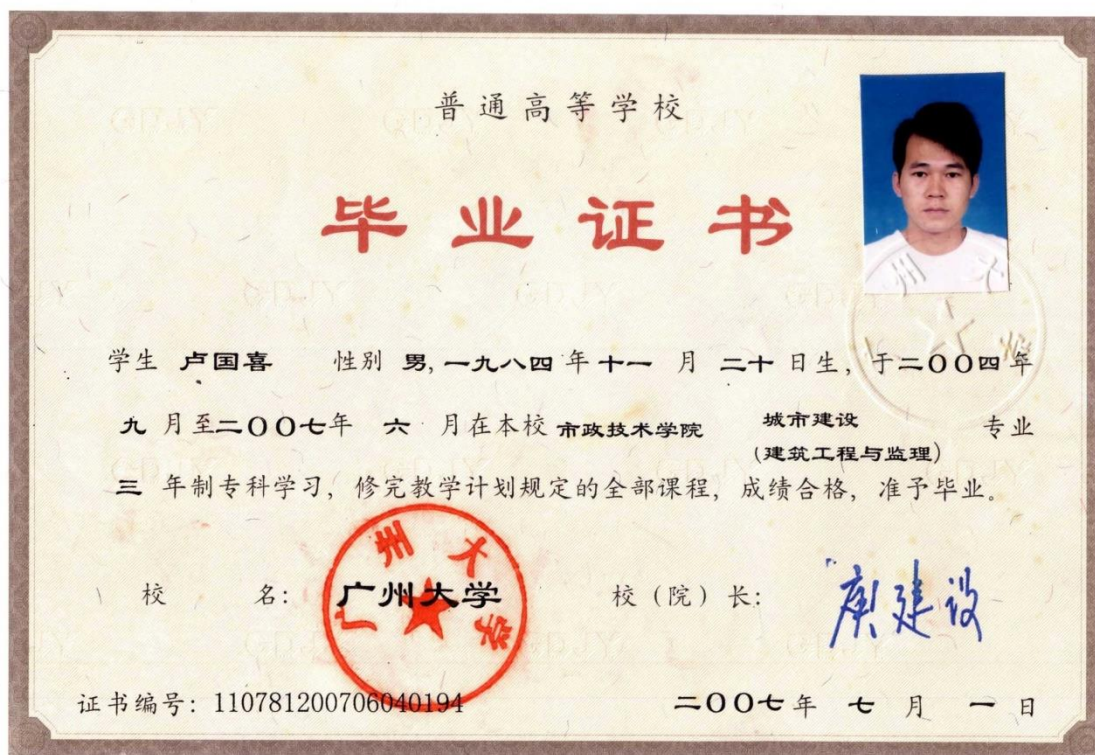 普通高等学校
毕业证书
学生 卢国喜 性别 男,一九八四 年 十一 月 二十 日生, 于二〇〇四年
九 月至二〇〇七年 六 月在本校 市政技术学院 城市建设 (建筑工程与监理) 专业
三 年制专科学习, 修完教学计划规定的全部课程, 成绩合格, 准予毕业。
校 名: 广州大学 校(院)长: 庾建设
广州大学
证书编号: 110781200706040194 二〇〇七年 七 月 一 日